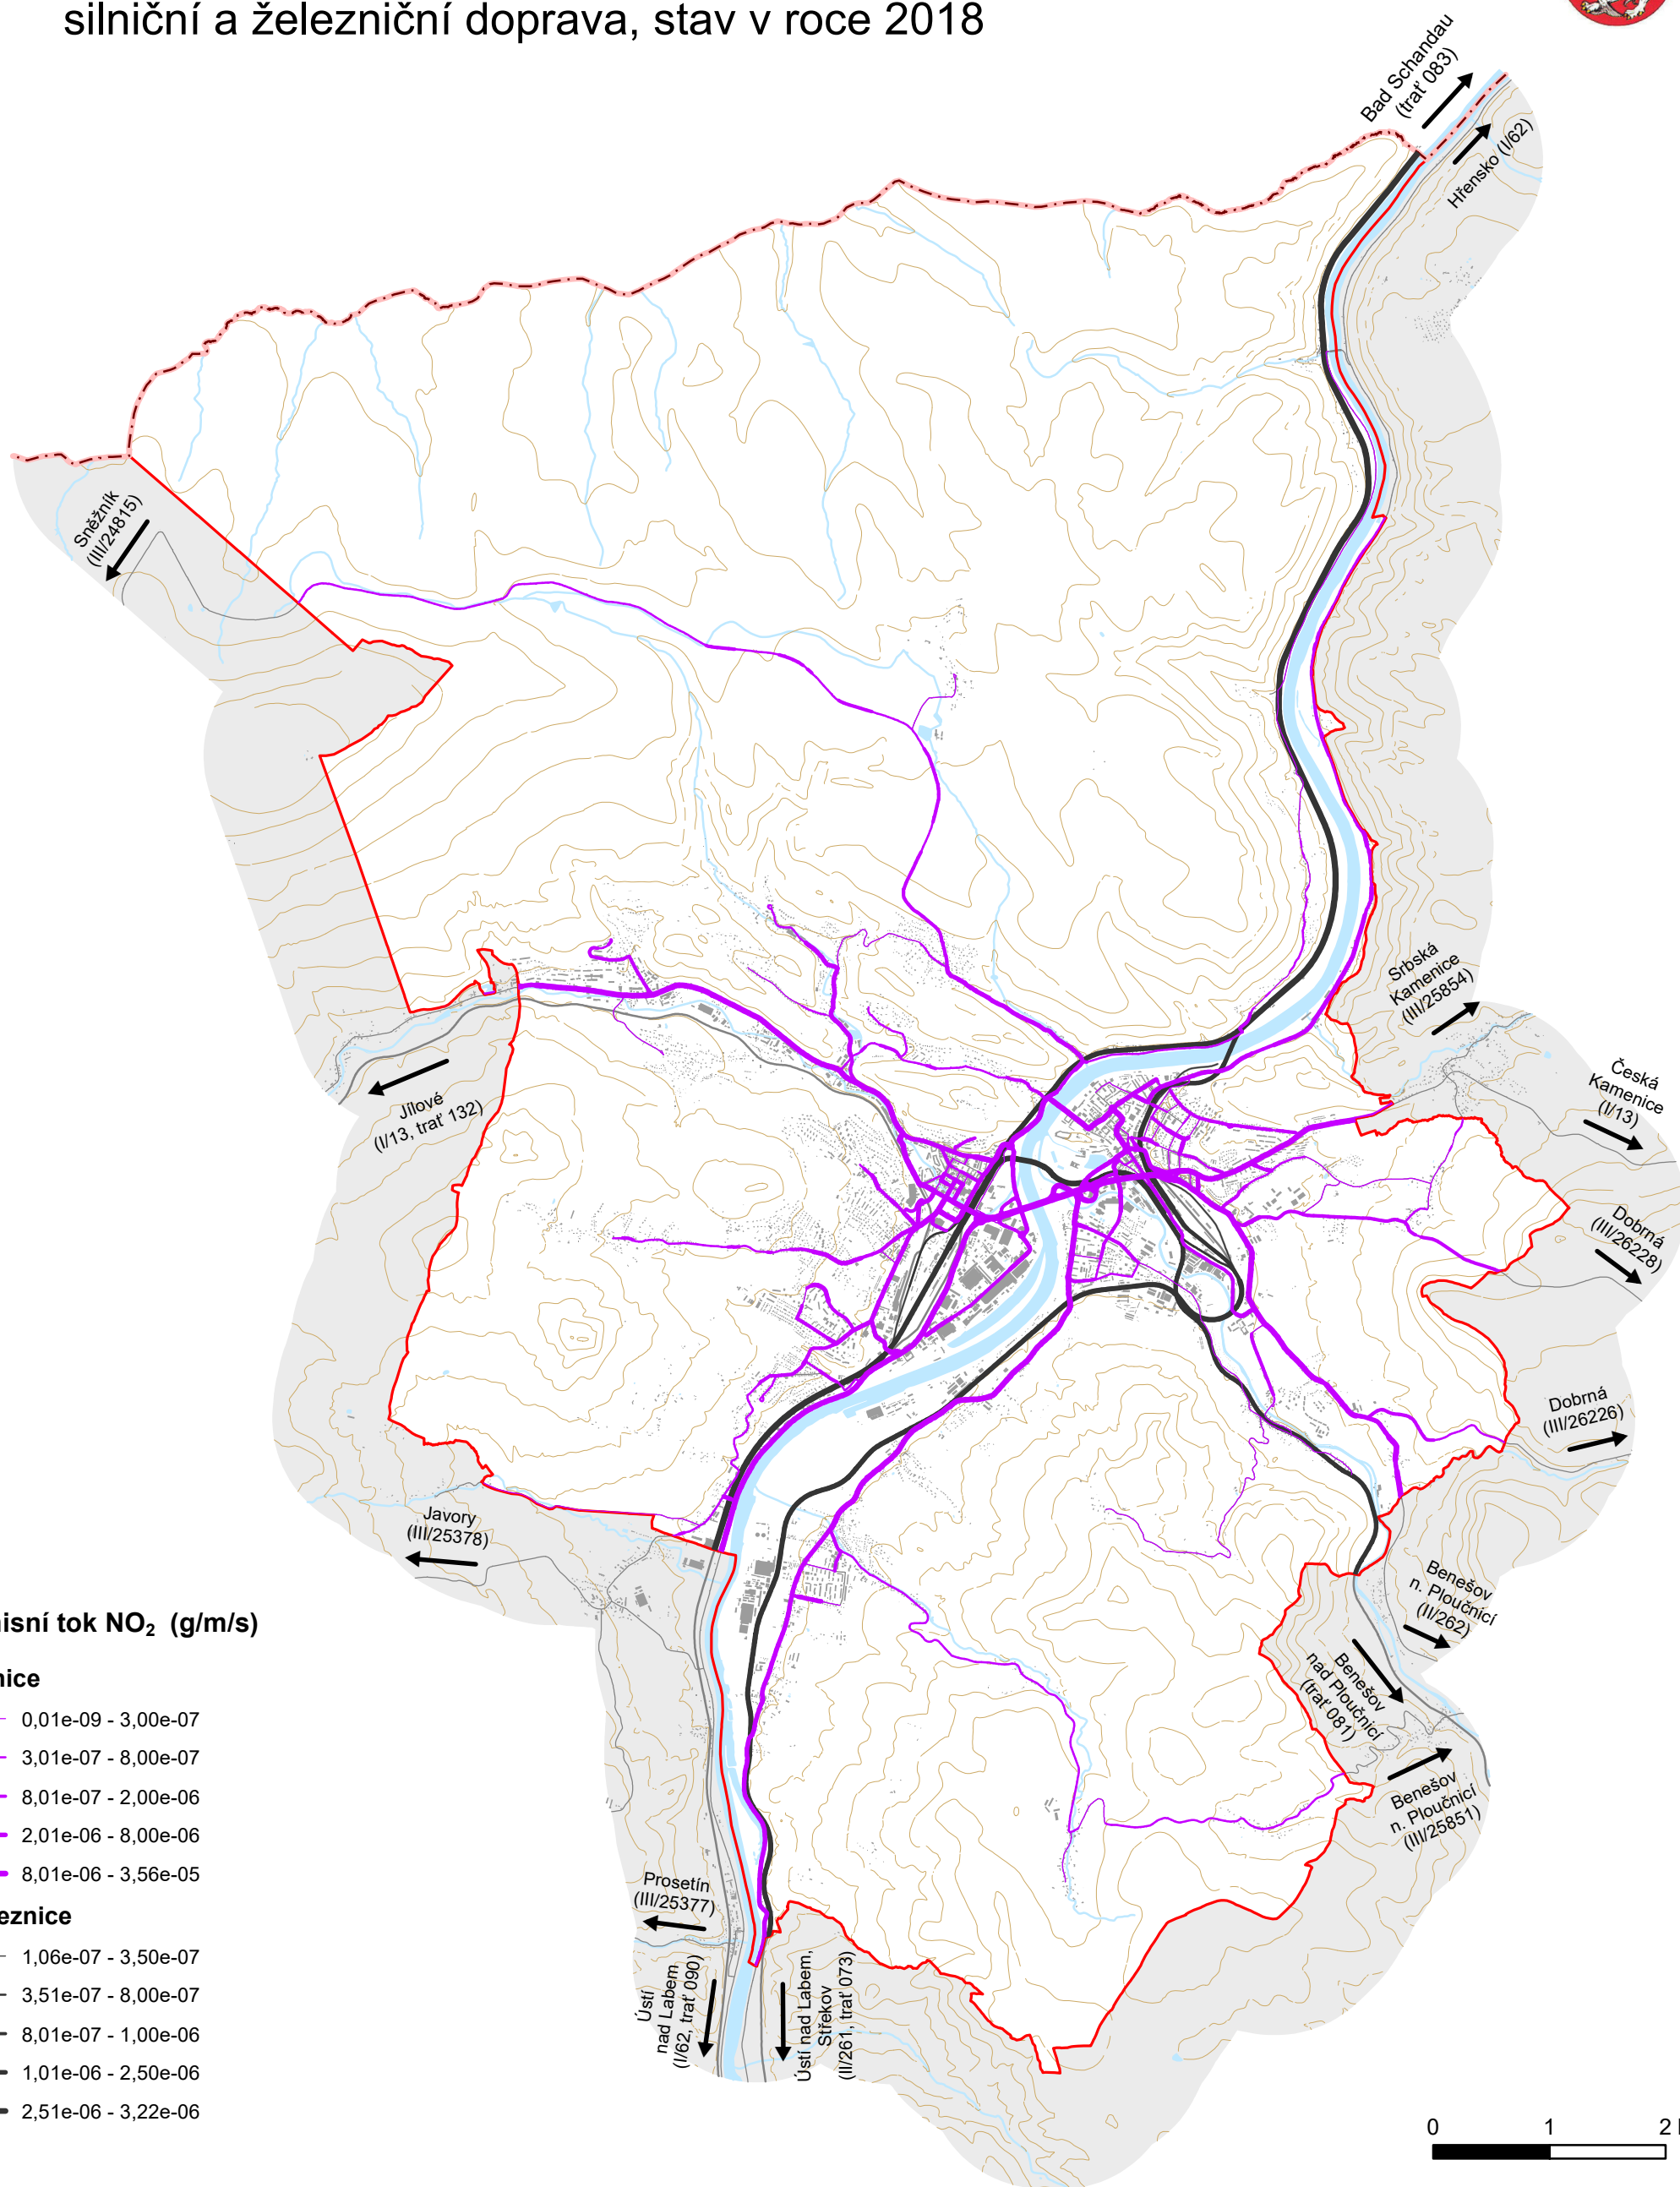 silniční a železniční doprava, stav v roce 2018
Bad Schandau
(trať 083)
Hřensko (I/62)
Sněžník
(III/24815)
Srbská
Kamenice
(III/25854)
Česká
Kamenice
(I/13)
Jílové
(I/13, trať 132)
Dobrná
(III/26228)
Dobrná
(III/26226)
Javory
(III/25378)
Benešov
n. Ploučnicí
(II/262)
Benešov
nad Ploučnicí
(trať 081)
Benešov
n. Ploučnicí
(III/25851)
Prosetín
(III/25377)
Ústí
nad Labem
(I/62, trať 090)
Ústí nad Labem,
Střekov
(II/261, trať 073)
isní tok NO₂ (g/m/s)
nice
0,01e-09 - 3,00e-07
3,01e-07 - 8,00e-07
8,01e-07 - 2,00e-06
2,01e-06 - 8,00e-06
8,01e-06 - 3,56e-05
eznice
1,06e-07 - 3,50e-07
3,51e-07 - 8,00e-07
8,01e-07 - 1,00e-06
1,01e-06 - 2,50e-06
2,51e-06 - 3,22e-06
0 1 2